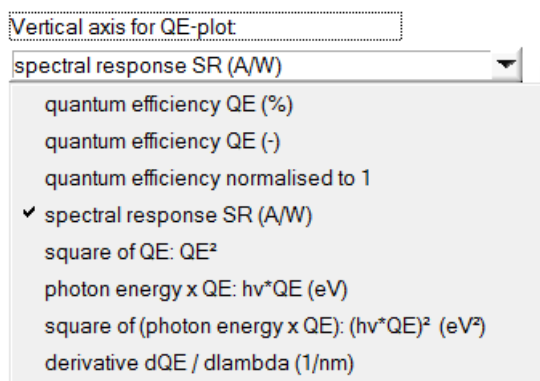 Vertical axis for QE-plot:
spectral response SR (A/W)
quantum efficiency QE (%)
quantum efficiency QE (-)
quantum efficiency normalised to 1
spectral response SR (A/W)
square of QE: QE²
photon energy x QE: hv*QE (eV)
square of (photon energy x QE): (hv*QE)² (eV²)
derivative dQE / dlambda (1/nm)